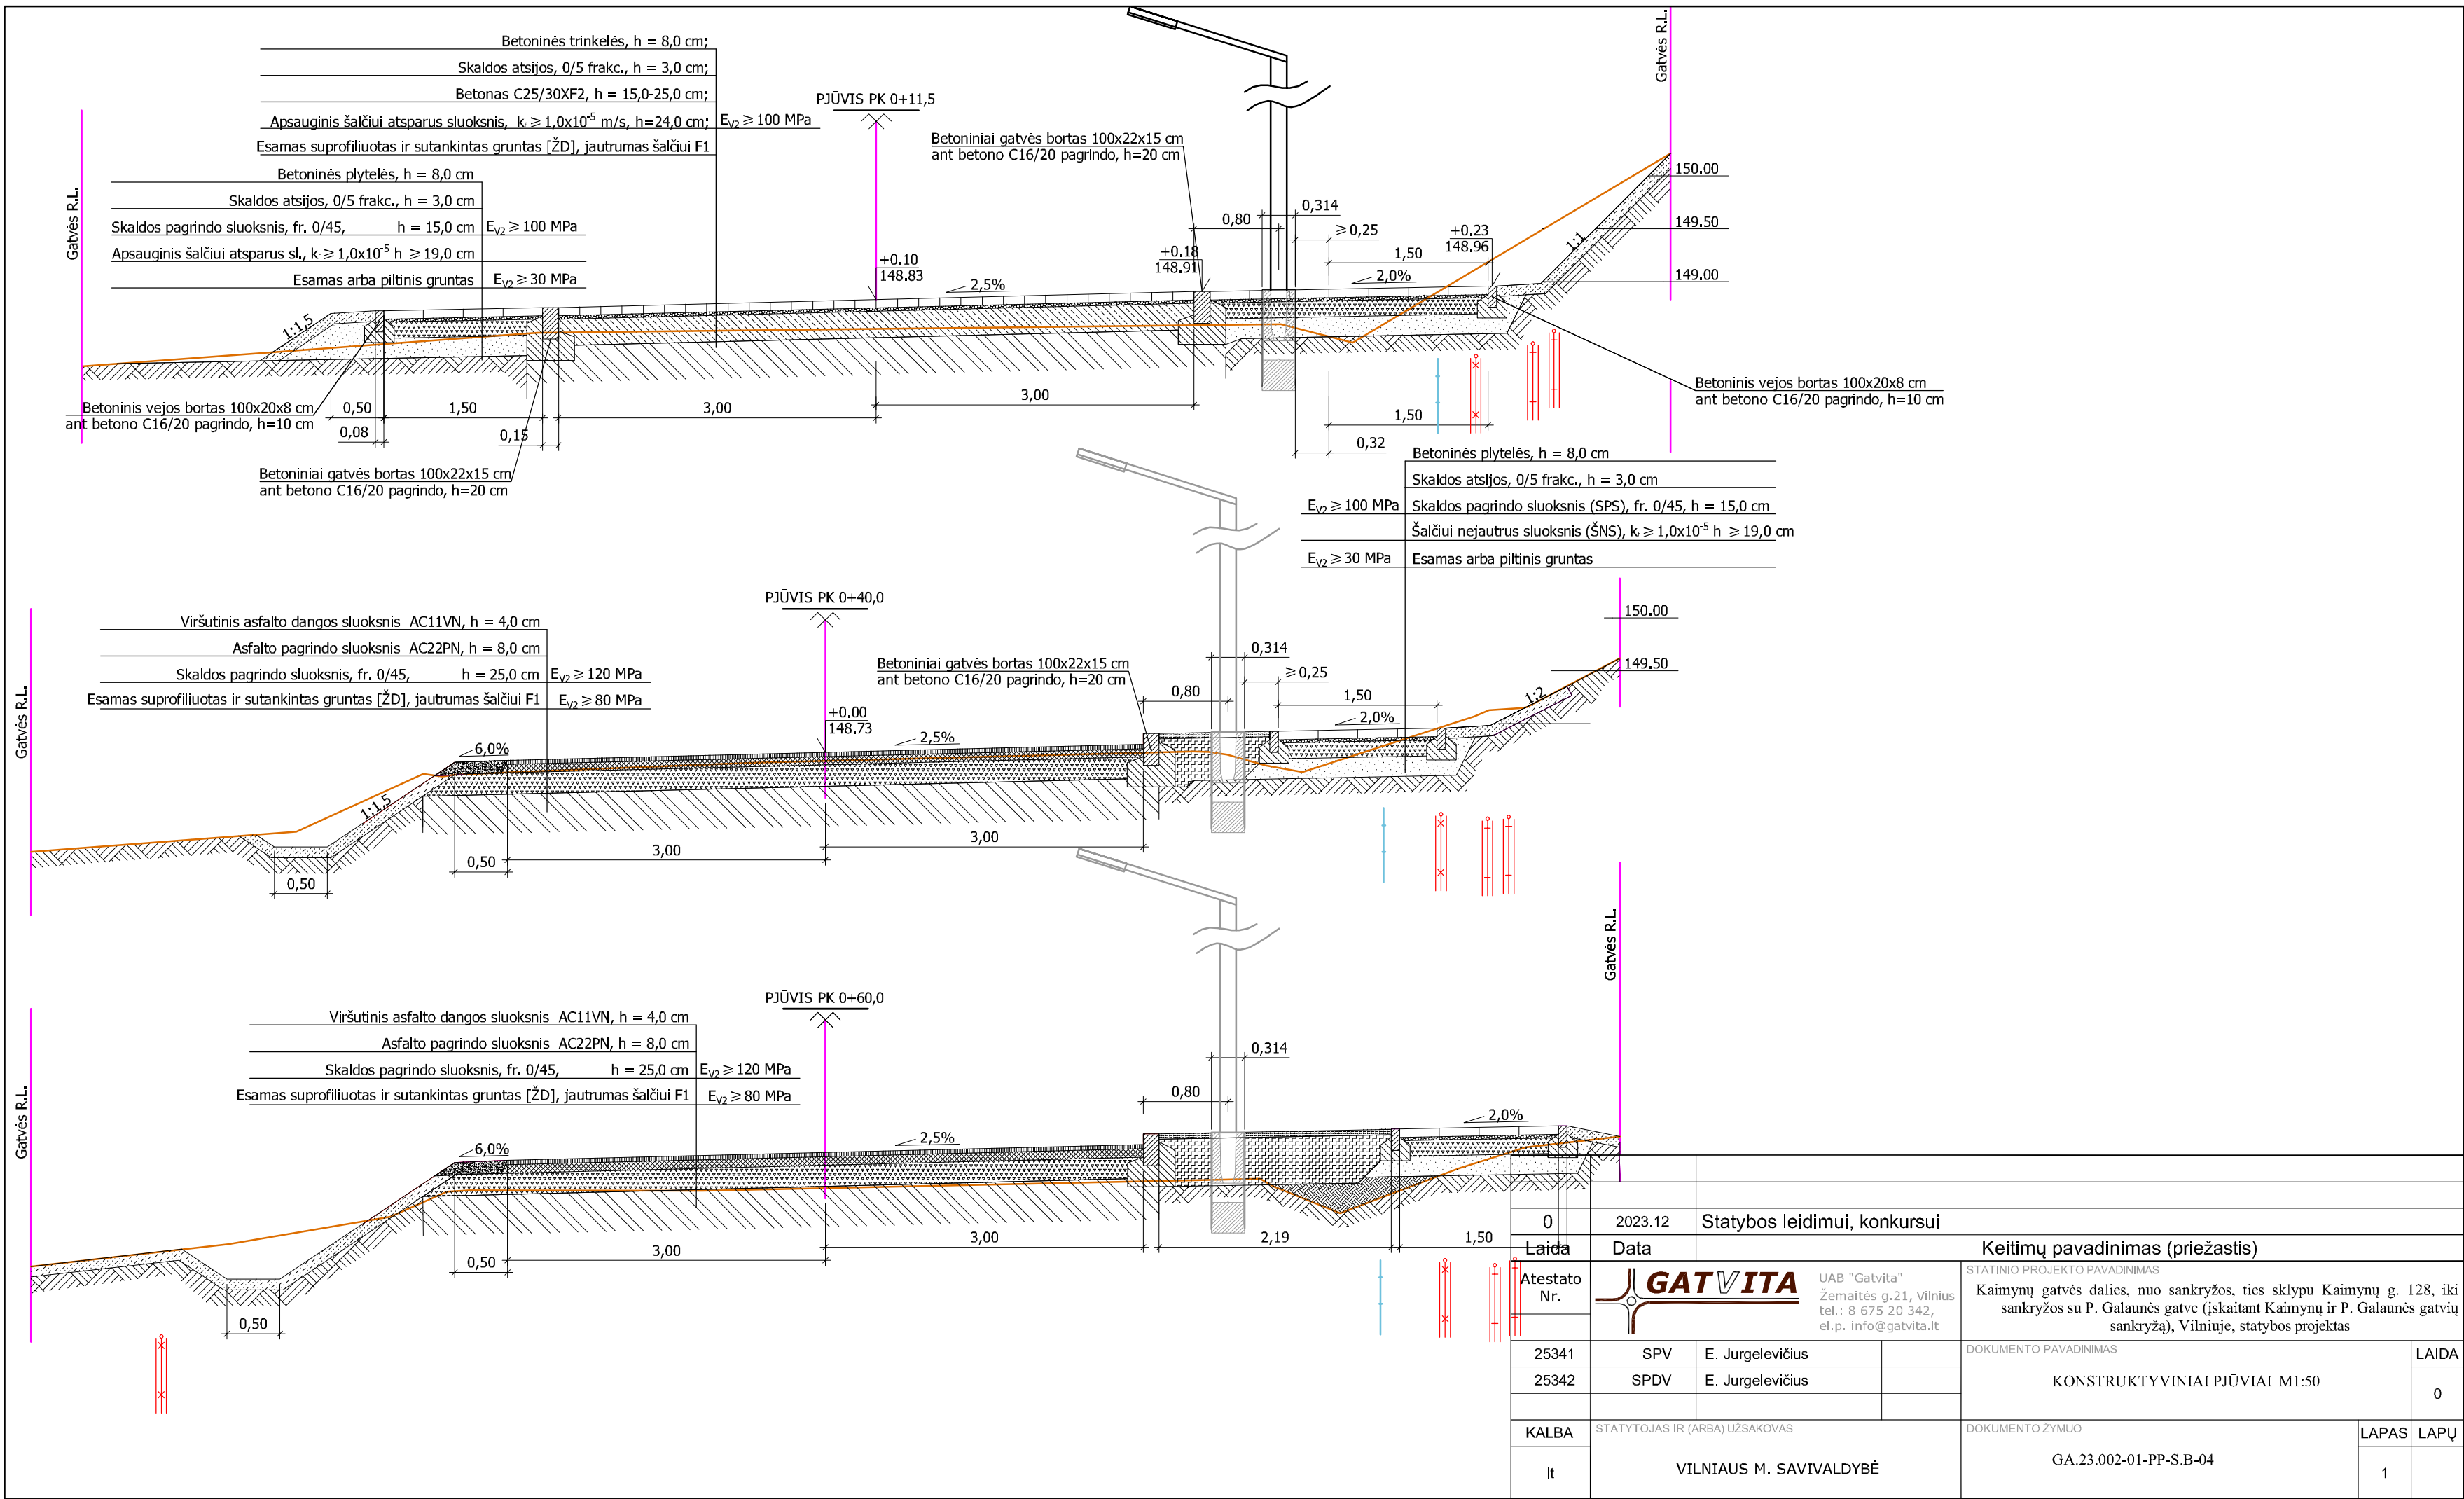 Betoninės trinkelės, h = 8,0 cm;
Skaldos atsijos, 0/5 frakc., h = 3,0 cm;
Betonas C25/30XF2, h = 15,0-25,0 cm;
Apsauginis šalčiui atsparus sluoksnis, kᵣ ≥ 1,0x10⁻⁵ m/s, h=24,0 cm; E_V2 ≥ 100 MPa
Esamas suprofiliuotas ir sutankintas gruntas [ŽD], jautrumas šalčiui F1
Betoninės plytelės, h = 8,0 cm
Skaldos atsijos, 0/5 frakc., h = 3,0 cm
Skaldos pagrindo sluoksnis, fr. 0/45, h = 15,0 cm E_V2 ≥ 100 MPa
Apsauginis šalčiui atsparus sl., kᵣ ≥ 1,0x10⁻⁵ h ≥ 19,0 cm
Esamas arba piltinis gruntas E_V2 ≥ 30 MPa
Gatvės R.L.
PJŪVIS PK 0+11,5
Betoniniai gatvės bortas 100x22x15 cm
ant betono C16/20 pagrindo, h=20 cm
Gatvės R.L.
150.00
149.50
149.00
0,80
0,314
≥ 0,25
+0.23
148.96
1,50
+0.18
148.91
+0.10
148.83
2,5%
2,0%
1:1
1:1,5
Betoninis vejos bortas 100x20x8 cm
ant betono C16/20 pagrindo, h=10 cm
0,50
1,50
3,00
3,00
0,08
0,15
1,50
0,32
Betoninis vejos bortas 100x20x8 cm
ant betono C16/20 pagrindo, h=10 cm
Betoniniai gatvės bortas 100x22x15 cm
ant betono C16/20 pagrindo, h=20 cm
Betoninės plytelės, h = 8,0 cm
Skaldos atsijos, 0/5 frakc., h = 3,0 cm
E_V2 ≥ 100 MPa Skaldos pagrindo sluoksnis (SPS), fr. 0/45, h = 15,0 cm
Šalčiui nejautrus sluoksnis (ŠNS), kᵣ ≥ 1,0x10⁻⁵ h ≥ 19,0 cm
E_V2 ≥ 30 MPa Esamas arba piltinis gruntas
PJŪVIS PK 0+40,0
Viršutinis asfalto dangos sluoksnis AC11VN, h = 4,0 cm
Asfalto pagrindo sluoksnis AC22PN, h = 8,0 cm
Skaldos pagrindo sluoksnis, fr. 0/45, h = 25,0 cm E_V2 ≥ 120 MPa
Esamas suprofiliuotas ir sutankintas gruntas [ŽD], jautrumas šalčiui F1 E_V2 ≥ 80 MPa
Gatvės R.L.
Betoniniai gatvės bortas 100x22x15 cm
ant betono C16/20 pagrindo, h=20 cm
150.00
149.50
0,314
≥ 0,25
0,80
1,50
+0.00
148.73
6,0%
2,5%
2,0%
1:2
1:1,5
3,00
3,00
0,50
0,50
Gatvės R.L.
PJŪVIS PK 0+60,0
Viršutinis asfalto dangos sluoksnis AC11VN, h = 4,0 cm
Asfalto pagrindo sluoksnis AC22PN, h = 8,0 cm
Skaldos pagrindo sluoksnis, fr. 0/45, h = 25,0 cm E_V2 ≥ 120 MPa
Esamas suprofiliuotas ir sutankintas gruntas [ŽD], jautrumas šalčiui F1 E_V2 ≥ 80 MPa
Gatvės R.L.
0,314
0,80
6,0%
2,5%
2,0%
3,00
3,00
2,19
1,50
0,50
0,50
0 2023.12 Statybos leidimui, konkursui
Laida Data Keitimų pavadinimas (priežastis)
Atestato
Nr.
GATVITA
UAB "Gatvita"
Žemaitės g.21, Vilnius
tel.: 8 675 20 342,
el.p. info@gatvita.lt
STATINIO PROJEKTO PAVADINIMAS
Kaimynų gatvės dalies, nuo sankryžos, ties sklypu Kaimynų g. 128, iki
sankryžos su P. Galaunės gatve (įskaitant Kaimynų ir P. Galaunės gatvių
sankryžą), Vilniuje, statybos projektas
25341 SPV E. Jurgelevičius
25342 SPDV E. Jurgelevičius
DOKUMENTO PAVADINIMAS
KONSTRUKTYVINIAI PJŪVIAI M1:50
LAIDA
0
KALBA
lt
STATYTOJAS IR (ARBA) UŽSAKOVAS
VILNIAUS M. SAVIVALDYBĖ
DOKUMENTO ŽYMUO
GA.23.002-01-PP-S.B-04
LAPAS LAPŲ
1